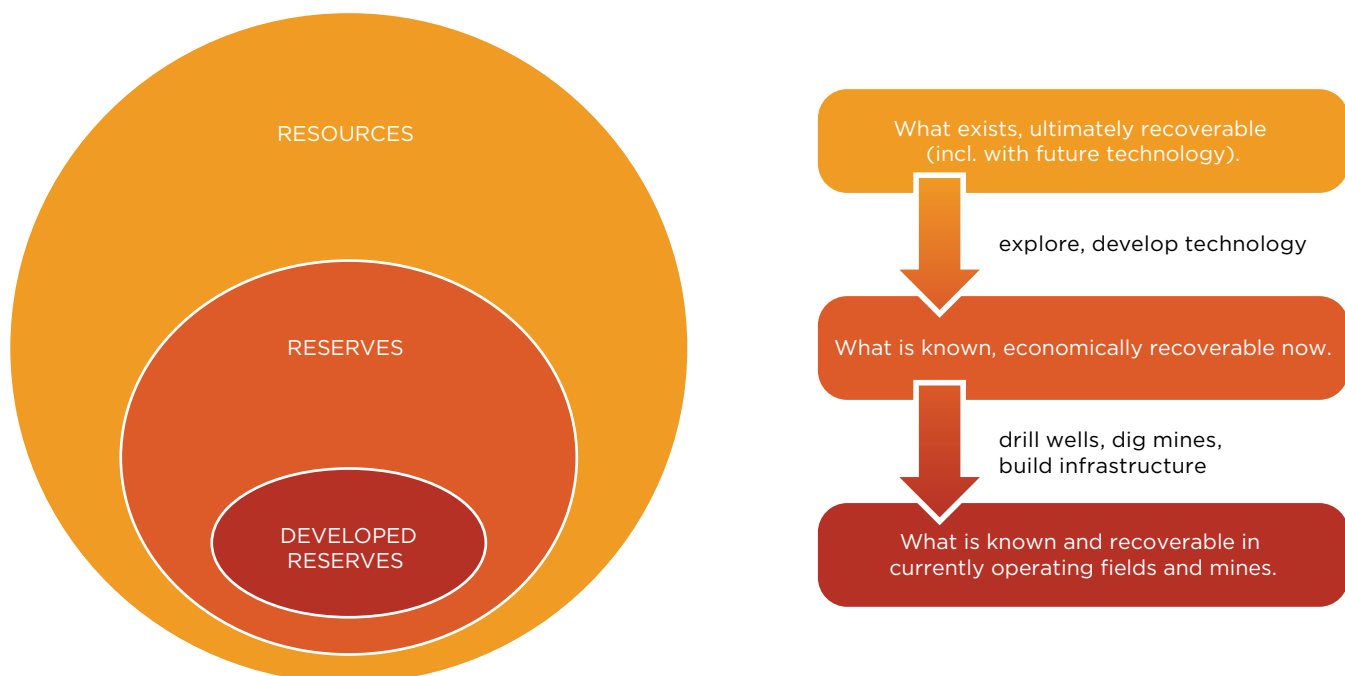 RESOURCES
RESERVES
DEVELOPED
RESERVES
What exists, ultimately recoverable
(incl. with future technology).
explore, develop technology
What is known, economically recoverable now.
drill wells, dig mines,
build infrastructure
What is known and recoverable in
currently operating fields and mines.